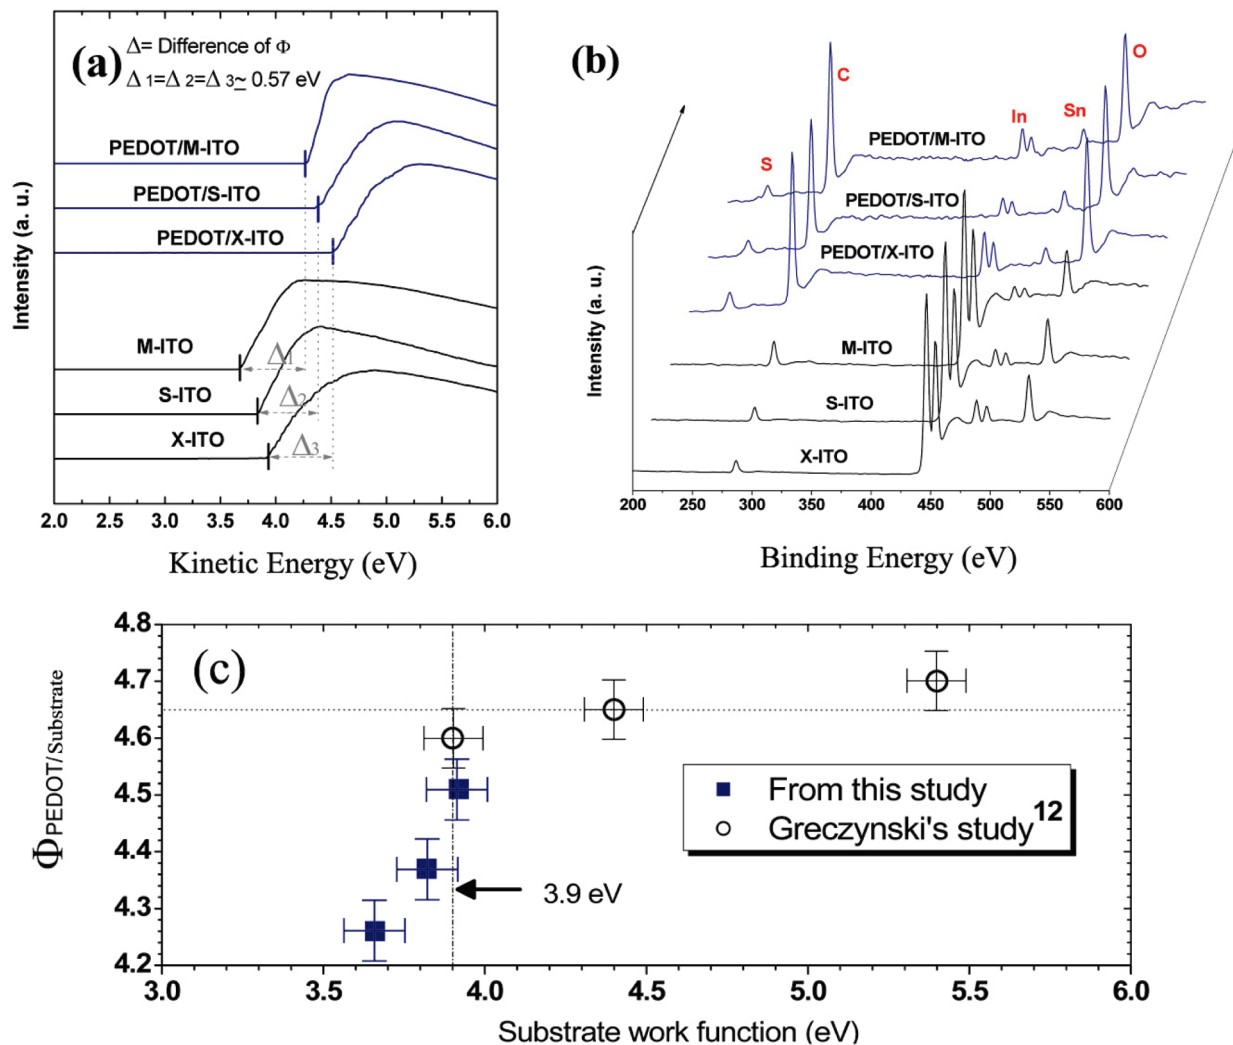 (a)
Δ= Difference of Φ
Δ1=Δ2=Δ3≃ 0.57 eV
PEDOT/M-ITO
PEDOT/S-ITO
PEDOT/X-ITO
M-ITO
Δ1
S-ITO
Δ2
X-ITO
Δ3
Intensity (a. u.)
2.0 2.5 3.0 3.5 4.0 4.5 5.0 5.5 6.0
Kinetic Energy (eV)
(b)
C
O
In
Sn
S
PEDOT/M-ITO
PEDOT/S-ITO
PEDOT/X-ITO
M-ITO
S-ITO
X-ITO
Intensity (a. u.)
200 250 300 350 400 450 500 550 600
Binding Energy (eV)
(c)
4.8
4.7
4.6
4.5
4.4
4.3
4.2
ΦPEDOT/Substrate
From this study
Greczynski's study12
3.9 eV
3.0 3.5 4.0 4.5 5.0 5.5 6.0
Substrate work function (eV)